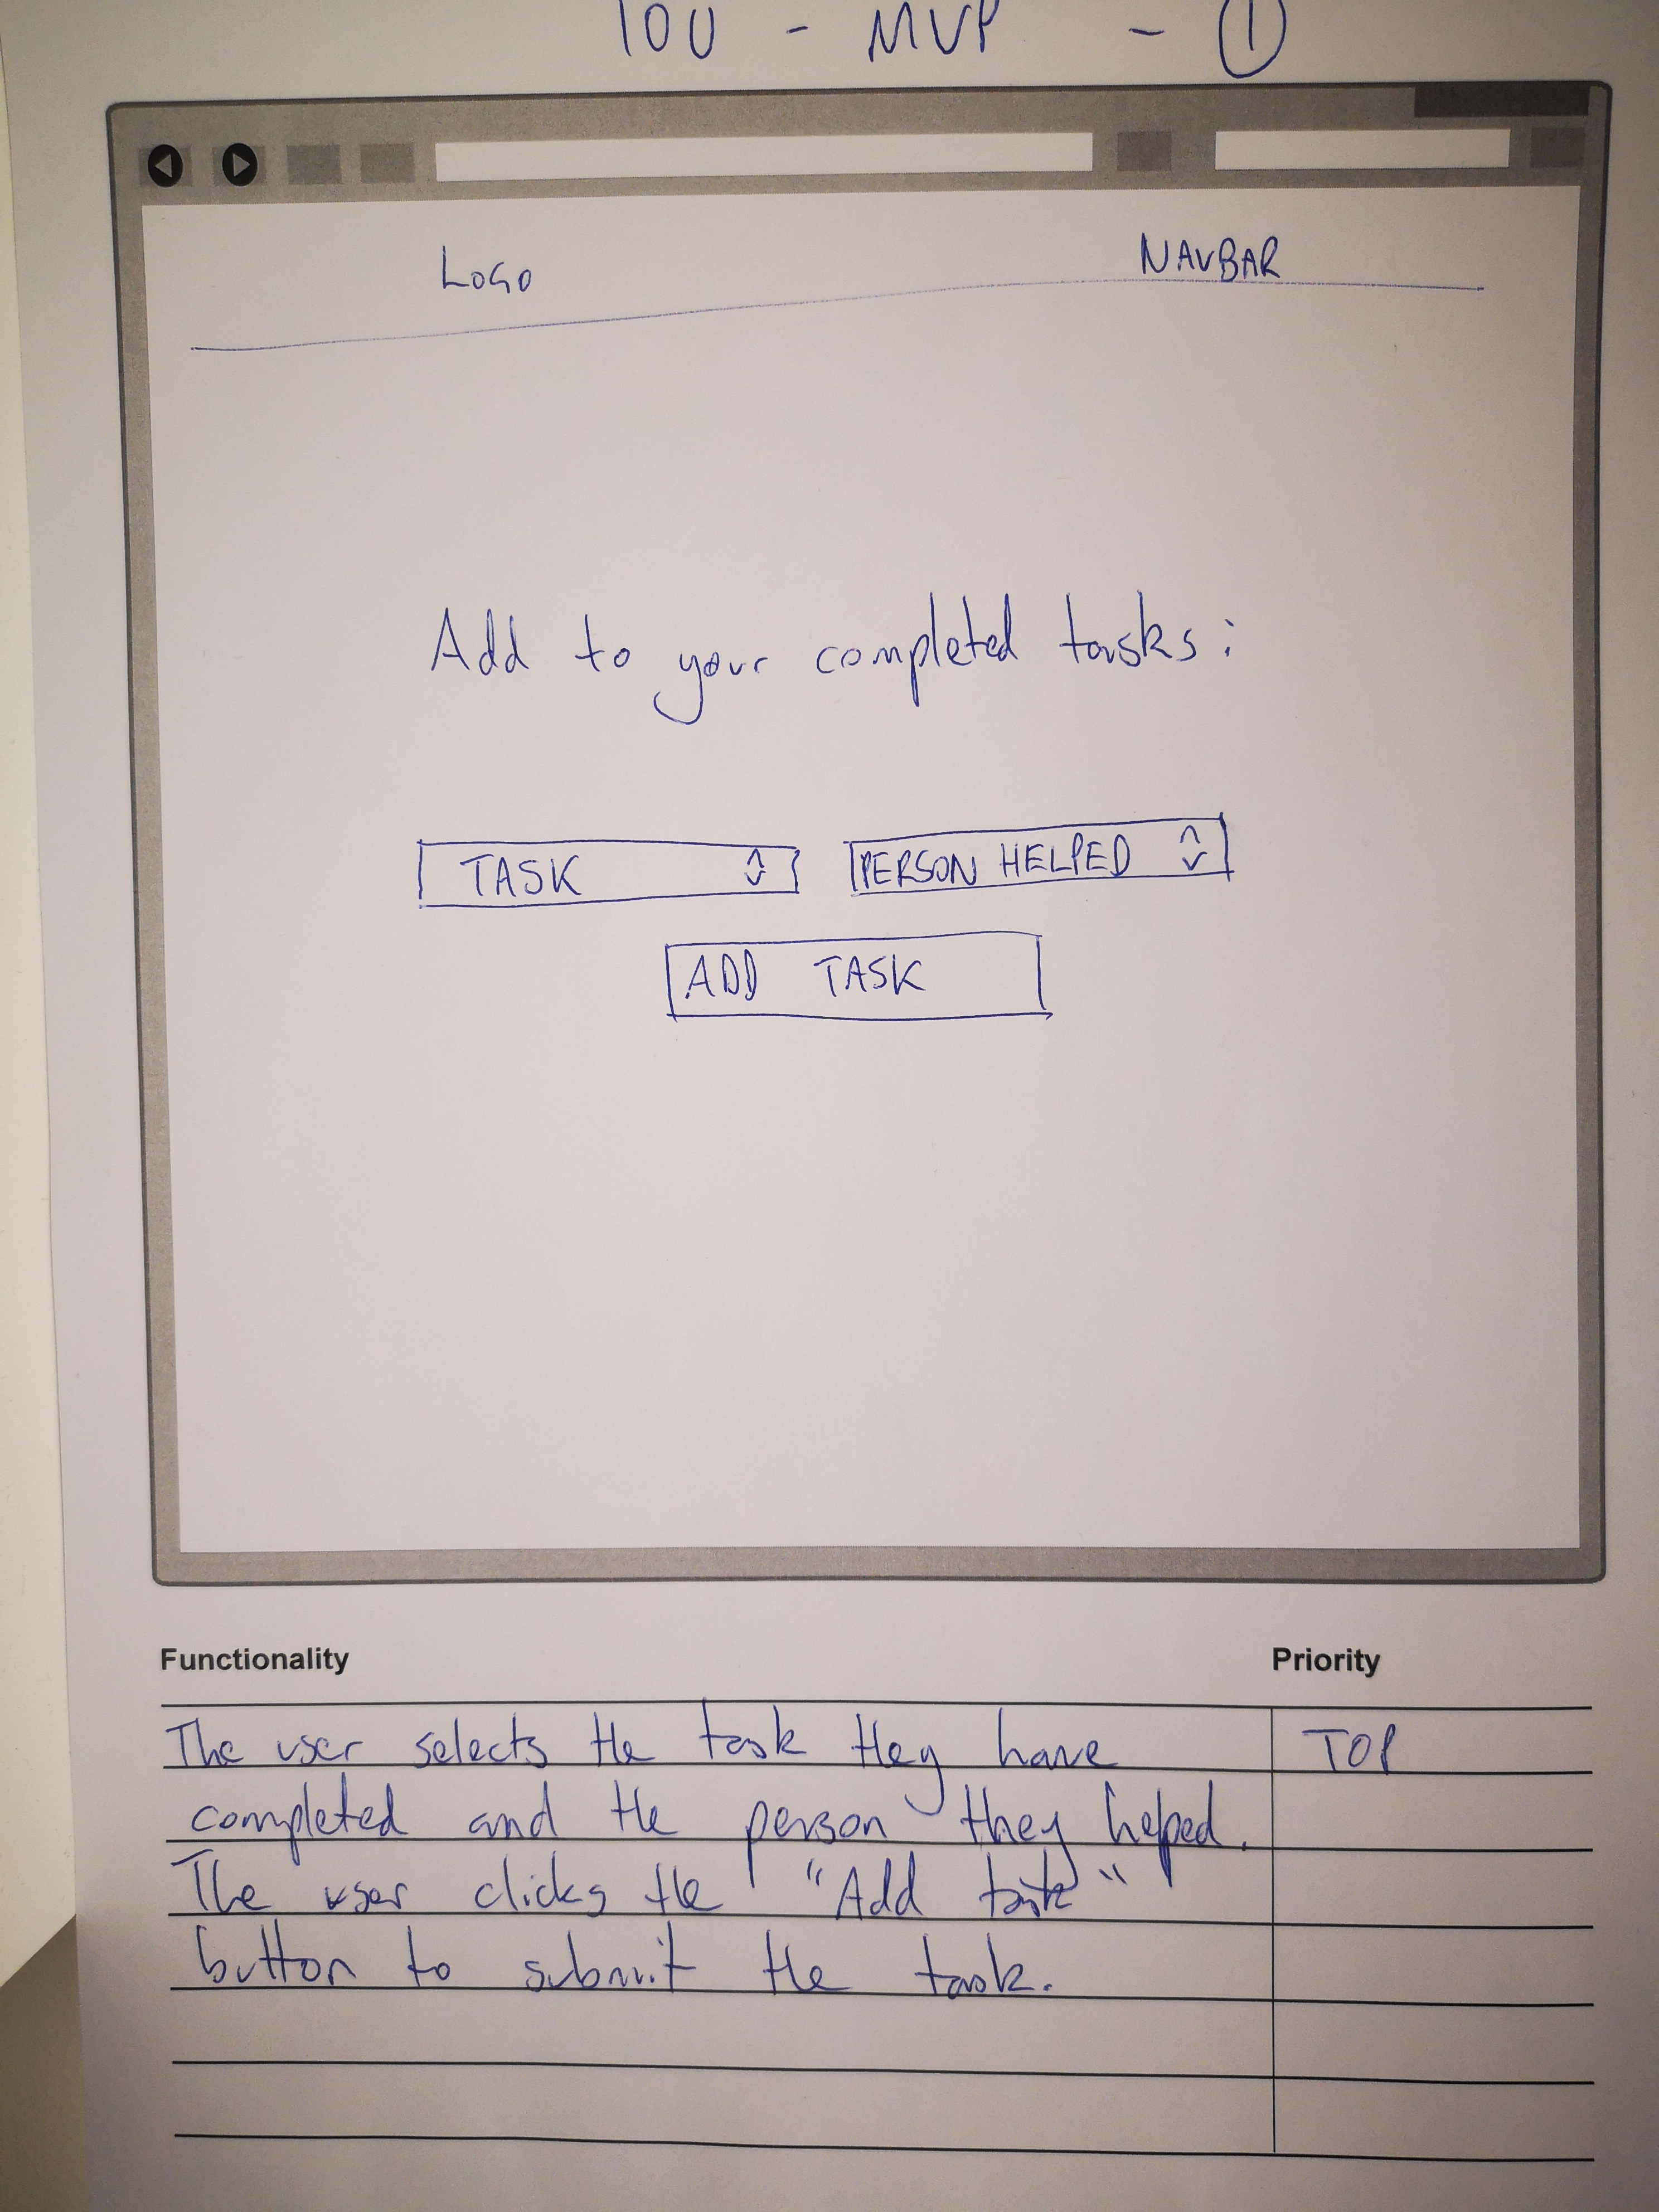 IOU - MVP - 1
LOGO NAVBAR
Add to your completed tasks:
TASK PERSON HELPED
ADD TASK
Functionality Priority
The user selects the task they have TOP
completed and the person they helped.
The user clicks the "Add task"
button to submit the task.